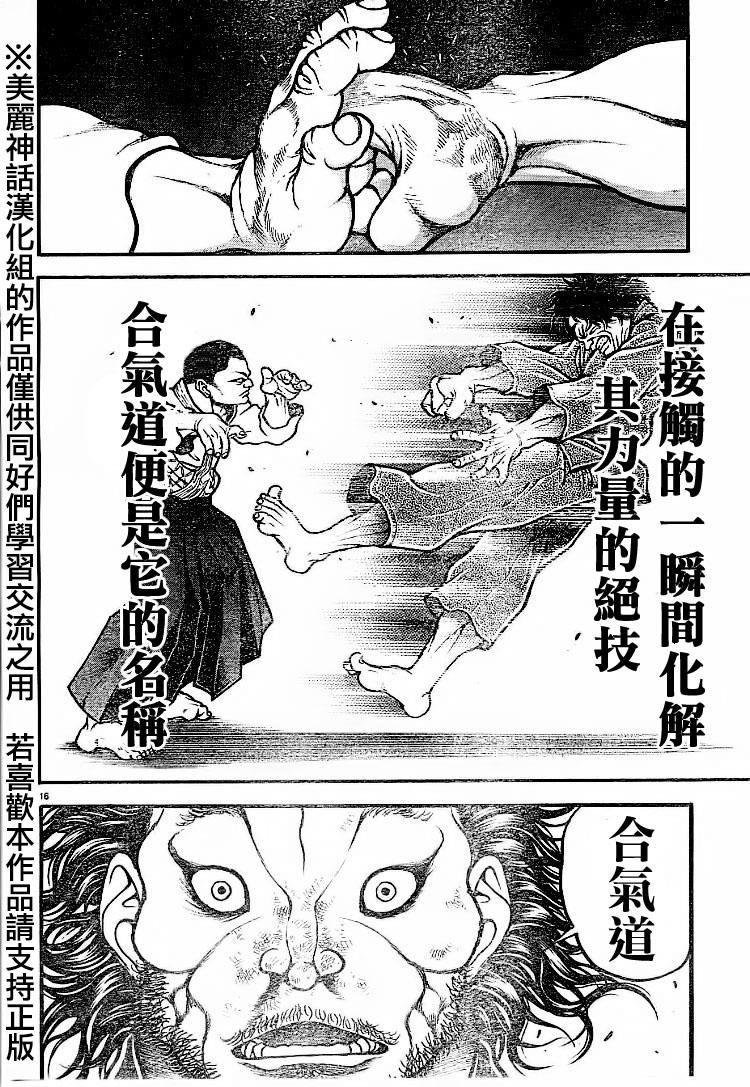 在接觸的一瞬間化解
其力量的絕技
合氣道便是它的名稱
16
合氣道
※美麗神話漢化組的作品僅供同好們學習交流之用 若喜歡本作品請支持正版